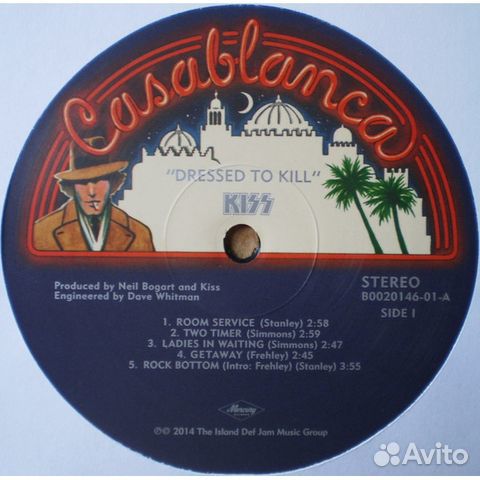 Casablanca
"DRESSED TO KILL"
KISS
Produced by Neil Bogart and Kiss
Engineered by Dave Whitman
STEREO
B0020146-01-A
SIDE I
1. ROOM SERVICE (Stanley) 2:58
2. TWO TIMER (Simmons) 2:59
3. LADIES IN WAITING (Simmons) 2:47
4. GETAWAY (Frehley) 2:45
5. ROCK BOTTOM (Intro: Frehley) (Stanley) 3:55
Mercury
℗© 2014 The Island Def Jam Music Group
Avito